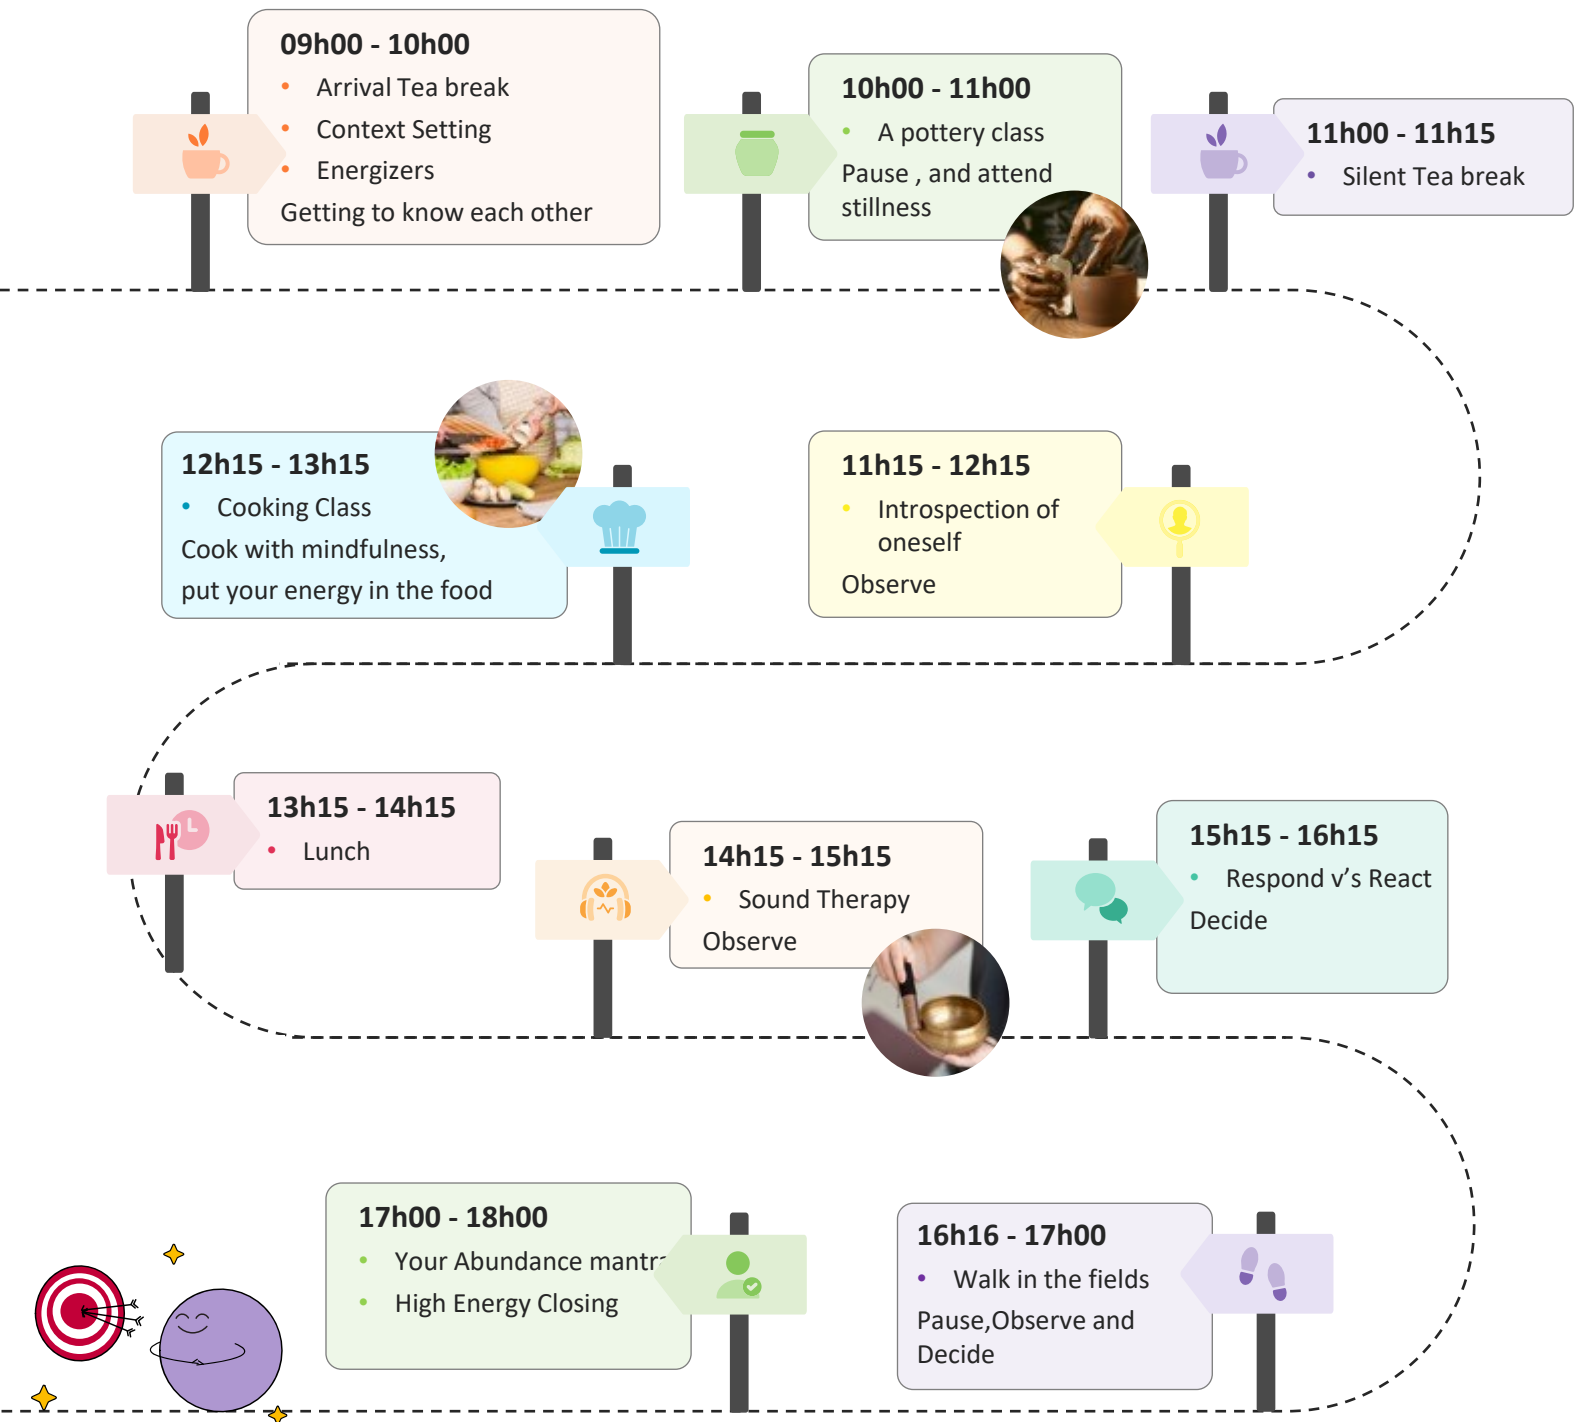 09h00 - 10h00
• Arrival Tea break
• Context Setting
• Energizers
Getting to know each other
10h00 - 11h00
• A pottery class
Pause , and attend
stillness
11h00 - 11h15
• Silent Tea break
11h15 - 12h15
• Introspection of
oneself
Observe
12h15 - 13h15
• Cooking Class
Cook with mindfulness,
put your energy in the food
13h15 - 14h15
• Lunch
14h15 - 15h15
• Sound Therapy
Observe
15h15 - 16h15
• Respond v’s React
Decide
16h16 - 17h00
• Walk in the fields
Pause,Observe and
Decide
17h00 - 18h00
• Your Abundance mantra
• High Energy Closing